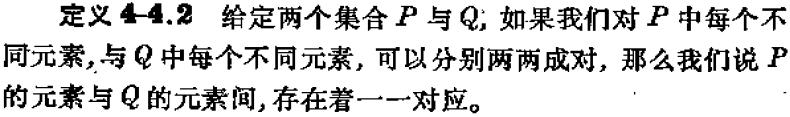 定义 4-4.2 给定两个集合 P 与 Q, 如果我们对 P 中每个不
同元素, 与 Q 中每个不同元素, 可以分别两两成对, 那么我们说 P
的元素与 Q 的元素间, 存在着一一对应。